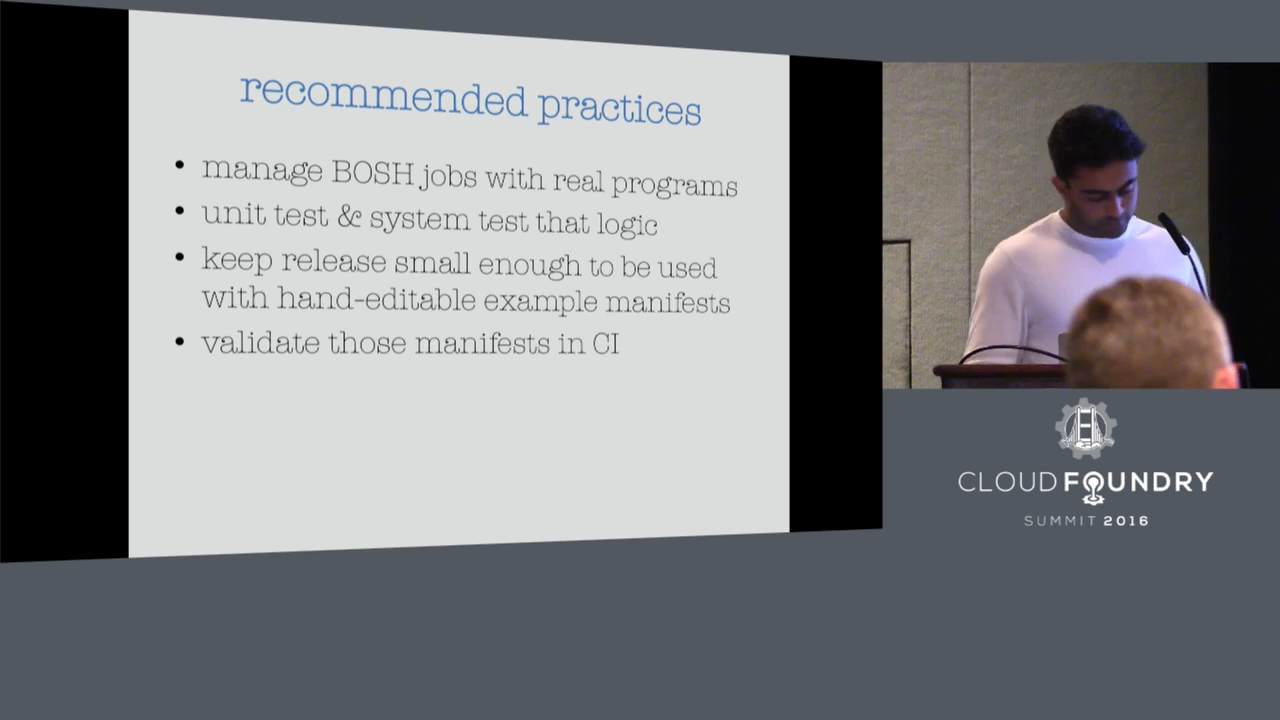 recommended practices
• manage BOSH jobs with real programs
• unit test & system test that logic
• keep release small enough to be used
with hand-editable example manifests
• validate those manifests in CI
CLOUD FOUNDRY
SUMMIT 2016